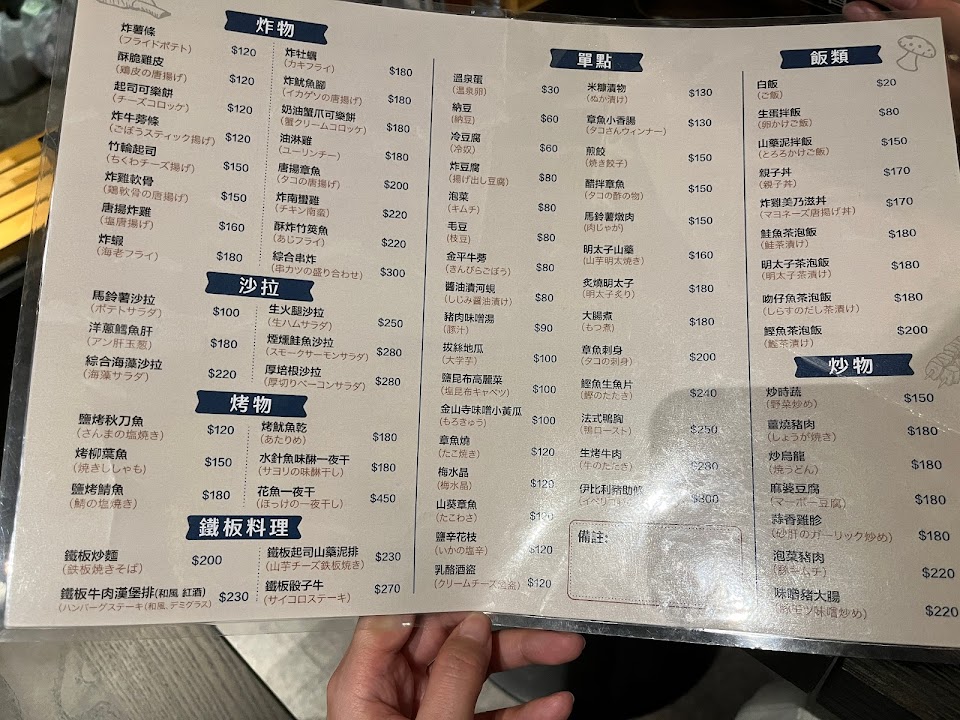 炸物
炸薯條 $120
(フライドポテト)
酥脆雞皮 $120
(鶏皮の唐揚げ)
起司可樂餅 $120
(チーズコロッケ)
炸牛蒡條 $120
(ごぼうスティック揚げ)
竹輪起司 $150
(ちくわチーズ揚げ)
炸雞軟骨 $150
(鶏軟骨の唐揚げ)
唐揚炸雞 $160
(塩唐揚げ)
炸蝦 $180
(海老フライ)
炸牡蠣 $180
(カキフライ)
炸魷魚腳 $180
(イカゲソの唐揚げ)
奶油蟹爪可樂餅 $180
(蟹クリームコロッケ)
油淋雞 $180
(ユーリンチー)
唐揚章魚 $200
(タコの唐揚げ)
炸南蠻雞 $220
(チキン南蛮)
酥炸竹筴魚 $220
(あじフライ)
綜合串炸 $300
(串カツの盛り合わせ)
沙拉
馬鈴薯沙拉 $100
(ポテトサラダ)
洋蔥鱈魚肝 $180
(アン肝玉葱)
綜合海藻沙拉 $220
(海藻サラダ)
生火腿沙拉 $250
(生ハムサラダ)
煙燻鮭魚沙拉 $280
(スモークサーモンサラダ)
厚培根沙拉 $280
(厚切りベーコンサラダ)
烤物
鹽烤秋刀魚 $120
(さんまの塩焼き)
烤柳葉魚 $150
(焼きししゃも)
鹽烤鯖魚 $180
(鯖の塩焼き)
烤魷魚乾 $180
(あたりめ)
水針魚味醂一夜干 $180
(サヨリの味醂干し)
花魚一夜干 $450
(ほっけの一夜干し)
鐵板料理
鐵板炒麵 $200
(鉄板焼きそば)
鐵板牛肉漢堡排(和風 紅酒) $230
(ハンバーグステーキ(和風, デミグラス)
鐵板起司山藥泥排 $230
(山芋チーズ鉄板焼き)
鐵板骰子牛 $270
(サイコロステーキ)
單點
溫泉蛋 $30
(温泉卵)
納豆 $60
(納豆)
冷豆腐 $60
(冷奴)
炸豆腐 $80
(揚げ出し豆腐)
泡菜 $80
(キムチ)
毛豆 $80
(枝豆)
金平牛蒡 $80
(きんぴらごぼう)
醬油漬河蜆 $80
(しじみ醤油漬け)
豬肉味噌湯 $90
(豚汁)
拔絲地瓜 $100
(大学芋)
鹽昆布高麗菜 $100
(塩昆布キャベツ)
金山寺味噌小黃瓜 $100
(もろきゅう)
章魚燒 $120
(たこ焼き)
梅水晶 $120
(梅水晶)
山葵章魚
(たこわさ)
鹽辛花枝 $120
(いかの塩辛)
乳酪酒盜 $120
(クリームチーズ酒盗)
米糠漬物 $130
(ぬか漬け)
章魚小香腸 $130
(タコさんウィンナー)
煎餃 $150
(焼き餃子)
醋拌章魚 $150
(タコの酢の物)
馬鈴薯燉肉 $150
(肉じゃが)
明太子山藥 $160
(山芋明太焼き)
炙燒明太子 $180
(明太子炙り)
大腸煮 $180
(もつ煮)
章魚刺身 $200
(タコの刺身)
鰹魚生魚片 $240
(鰹のたたき)
法式鴨胸 $250
(鴨ロースト)
生烤牛肉 $280
(牛のたたき)
伊比利豬肋條 $300
備註:
飯類
白飯 $20
(ご飯)
生蛋拌飯 $80
(卵かけご飯)
山藥泥拌飯 $150
(とろろかけご飯)
親子丼 $170
(親子丼)
炸雞美乃滋丼 $170
(マヨネーズ唐揚げ丼)
鮭魚茶泡飯 $180
(鮭茶漬け)
明太子茶泡飯 $180
(明太子茶漬け)
吻仔魚茶泡飯 $180
(しらすのだし茶漬け)
鰹魚茶泡飯 $200
(鰹茶漬け)
炒物
炒時蔬 $150
(野菜炒め)
薑燒豬肉 $180
(しょうが焼き)
炒烏龍 $180
(焼うどん)
麻婆豆腐 $180
(マーボー豆腐)
蒜香雞胗 $180
(砂肝のガーリック炒め)
泡菜豬肉 $220
(豚キムチ)
味噌豬大腸 $220